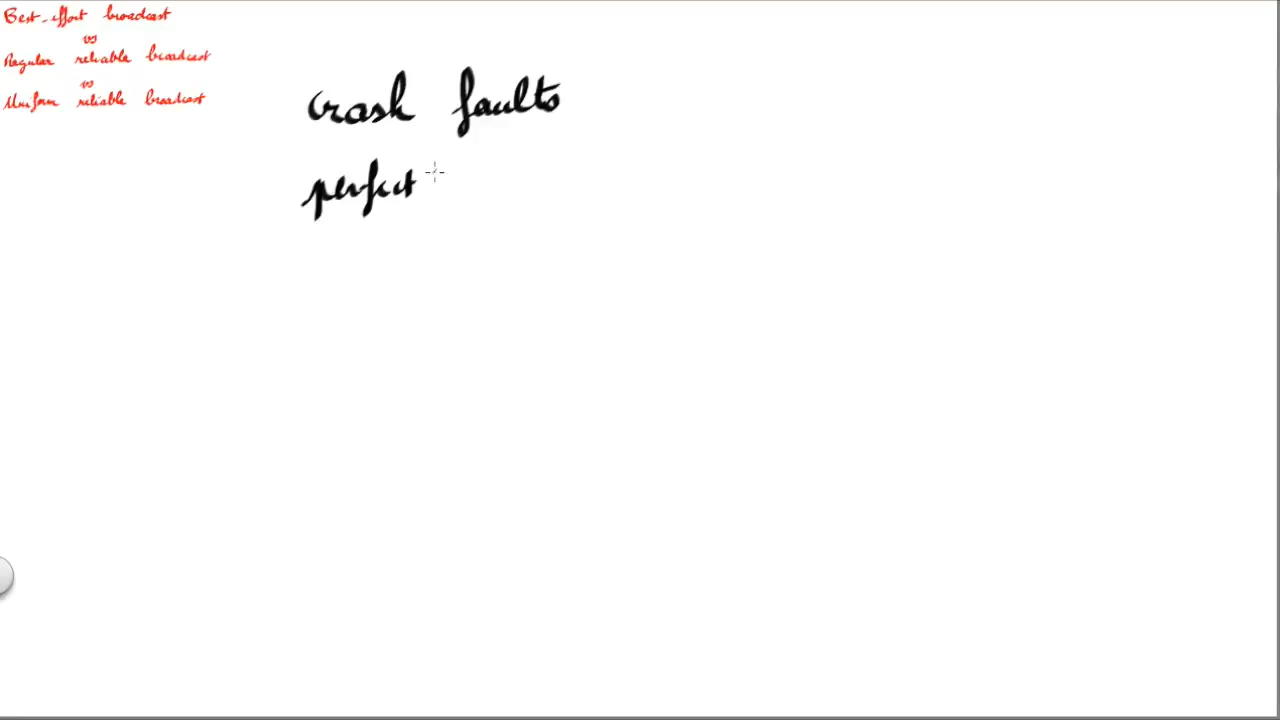 Best-effort broadcast
vs
Regular reliable broadcast
vs
Uniform reliable broadcast
crash faults
perfect